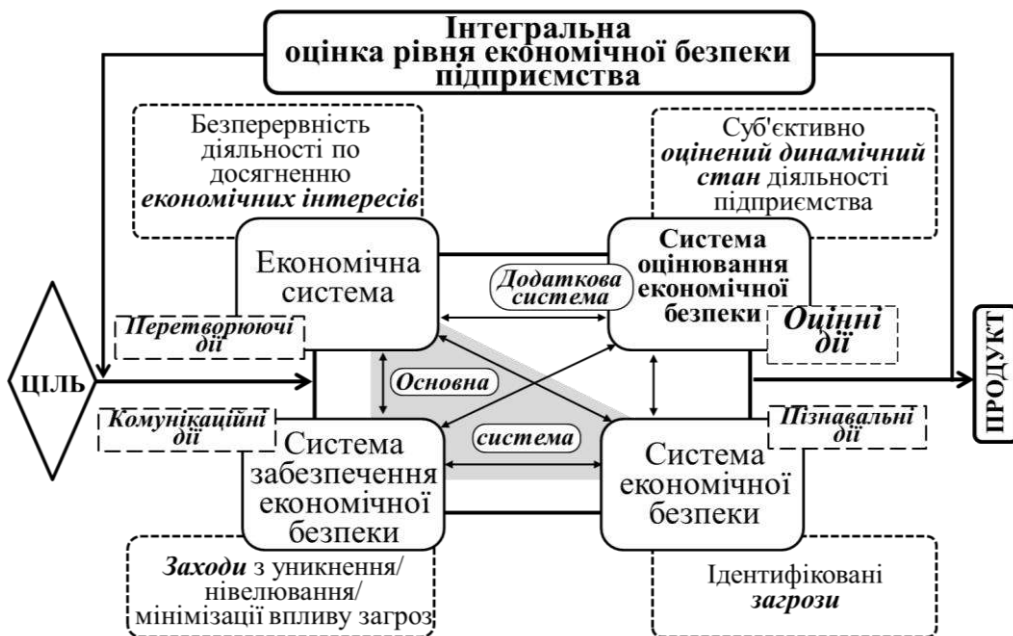 Інтегральна
оцінка рівня економічної безпеки
підприємства
Безперервність
діяльності по
досягненню
економічних інтересів
Суб'єктивно
оцінений динамічний
стан діяльності
підприємства
Економічна
система
Додаткова
система
Система
оцінювання
економічної
безпеки
Перетворюючі
дії
Оцінні
дії
ЦІЛЬ
Основна
ПРОДУКТ
Комунікаційні
дії
система
Пізнавальні
дії
Система
забезпечення
економічної
безпеки
Система
економічної
безпеки
Заходи з уникнення/
нівелювання/
мінімізації впливу загроз
Ідентифіковані
загрози